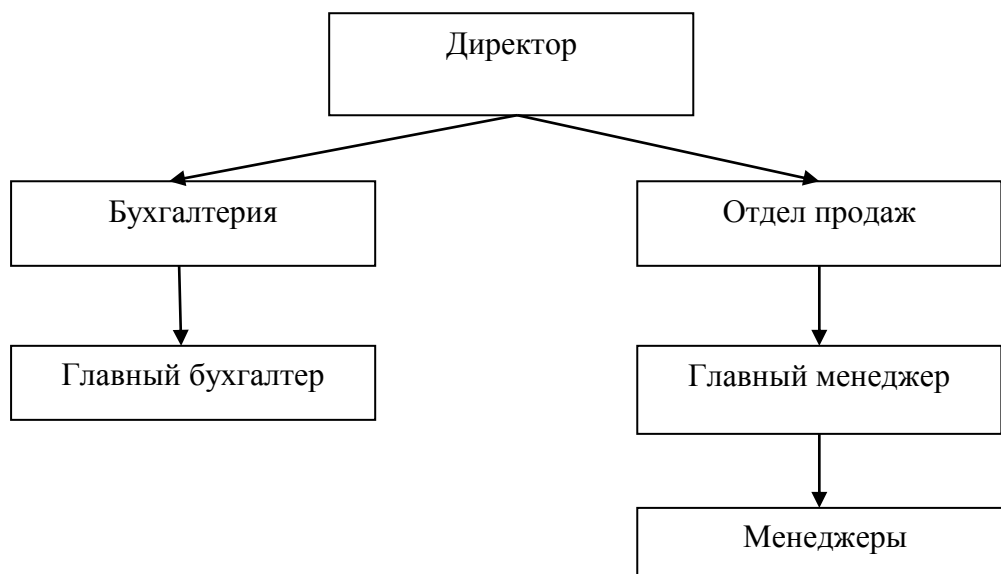 Директор
Бухгалтерия
Отдел продаж
Главный бухгалтер
Главный менеджер
Менеджеры